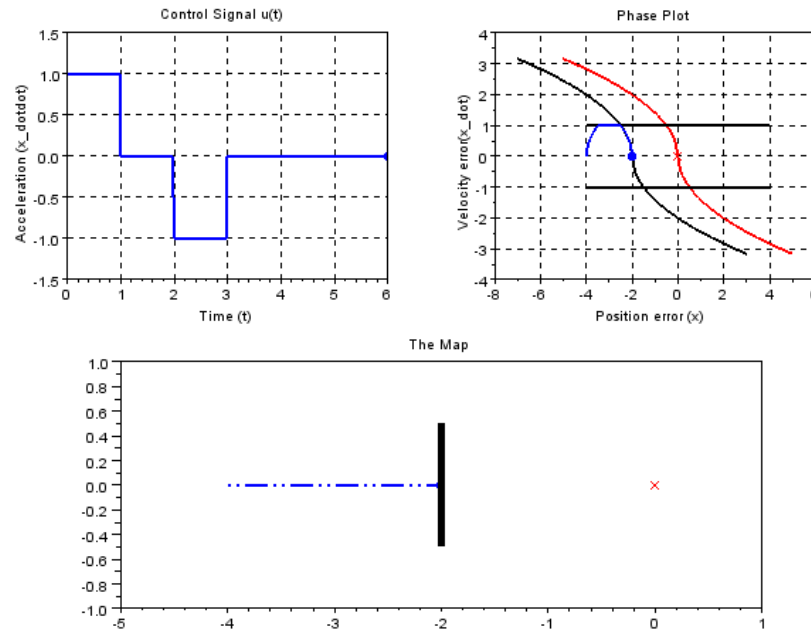 Control Signal u(t)
Acceleration (x_dotdot)
1.5
1.0
0.5
0.0
-0.5
-1.0
-1.5
0 1 2 3 4 5 6
Time (t)
Phase Plot
Velocity error(x_dot)
4
3
2
1
0
-1
-2
-3
-4
-8 -6 -4 -2 0 2 4
Position error (x)
The Map
1.0
0.8
0.6
0.4
0.2
0.0
-0.2
-0.4
-0.6
-0.8
-1.0
-5 -4 -3 -2 -1 0 1